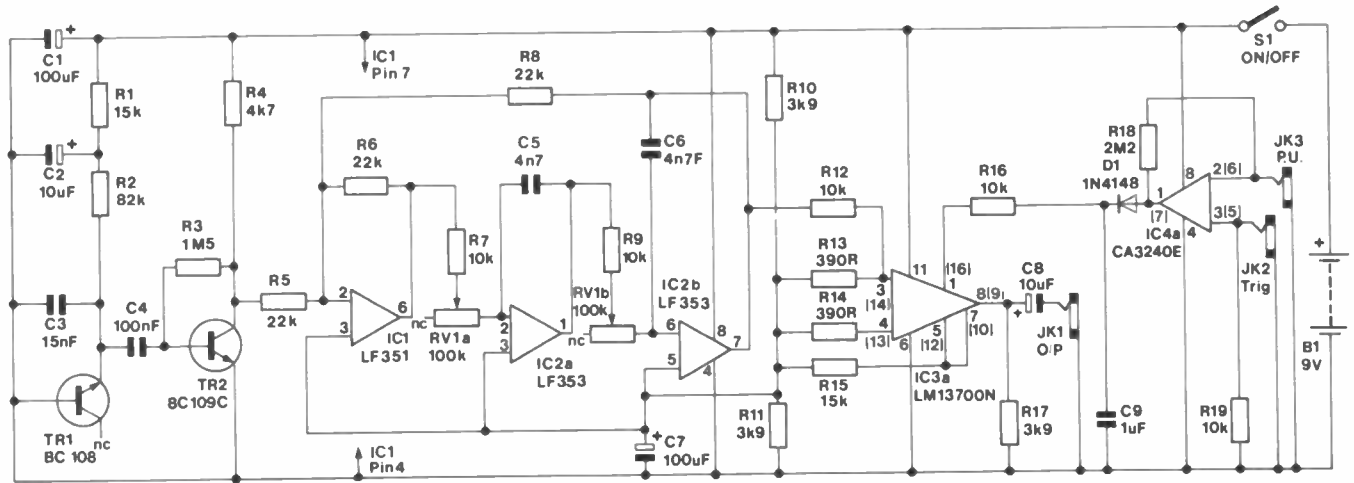 C1
100uF
R1
15k
C2
10uF
R2
82k
R3
1M5
C3
15nF
C4
100nF
TR1
BC 108
nc
R4
4k7
TR2
BC109C
R5
22k
IC1
Pin 7
R6
22k
R8
22k
C5
4n7
C6
4n7F
R7
10k
R9
10k
2
3
6
IC1
LF351
nc
RV1a
100k
2
3
1
IC2a
LF353
RV1b
100k
nc
IC2b
LF353
6
5
8
7
4
IC1
Pin4
C7
100uF
R10
3k9
R11
3k9
R12
10k
R13
390R
R14
390R
R15
15k
3
[14]
4
[13]
11
[16]
1
8[9]
7
[10]
5
[12]
6
IC3a
LM13700N
R16
10k
C8
10uF
JK1
O/P
R17
3k9
C9
1uF
R18
2M2
D1
1N4148
1
[7]
8
4
2[6]
3[5]
IC4a
CA3240E
JK3
P.U.
JK2
Trig
R19
10k
S1
ON/OFF
B1
9V